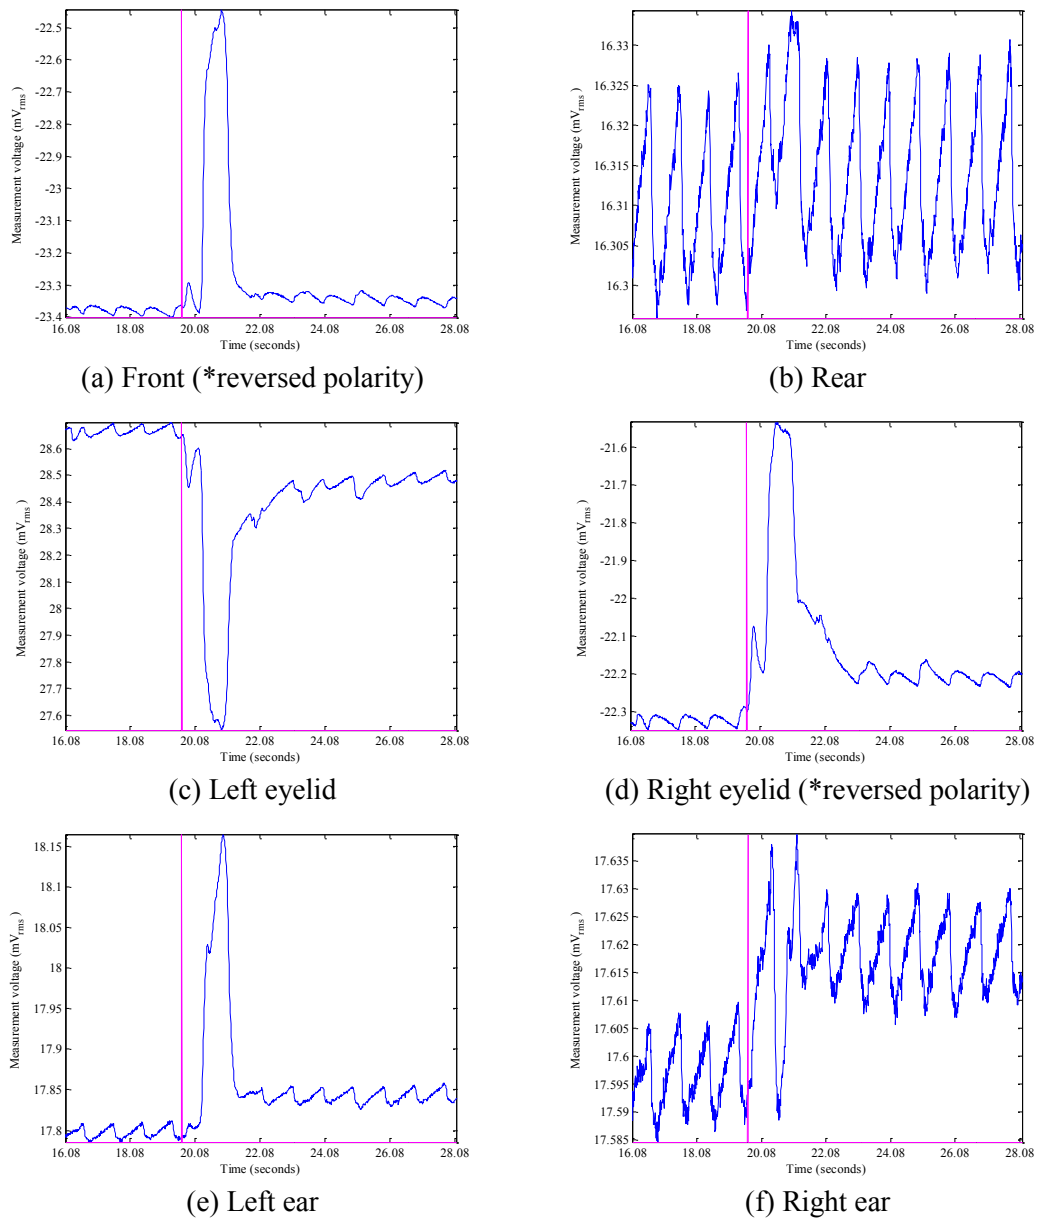 -22.5
-22.6
-22.7
-22.8
-22.9
-23
-23.1
-23.2
-23.3
-23.4
Measurement voltage (mVrms)
16.08 18.08 20.08 22.08 24.08 26.08 28.08
Time (seconds)
(a) Front (*reversed polarity)
16.33
16.325
16.32
16.315
16.31
16.305
16.3
Measurement voltage (mVrms)
16.08 18.08 20.08 22.08 24.08 26.08 28.08
Time (seconds)
(b) Rear
28.6
28.5
28.4
28.3
28.2
28.1
28
27.9
27.8
27.7
27.6
Measurement voltage (mVrms)
16.08 18.08 20.08 22.08 24.08 26.08 28.08
Time (seconds)
(c) Left eyelid
-21.6
-21.7
-21.8
-21.9
-22
-22.1
-22.2
-22.3
Measurement voltage (mVrms)
16.08 18.08 20.08 22.08 24.08 26.08 28.08
Time (seconds)
(d) Right eyelid (*reversed polarity)
18.15
18.1
18.05
18
17.95
17.9
17.85
17.8
Measurement voltage (mVrms)
16.08 18.08 20.08 22.08 24.08 26.08 28.08
Time (seconds)
(e) Left ear
17.635
17.63
17.625
17.62
17.615
17.61
17.605
17.6
17.595
17.59
17.585
Measurement voltage (mVrms)
16.08 18.08 20.08 22.08 24.08 26.08 28.08
Time (seconds)
(f) Right ear